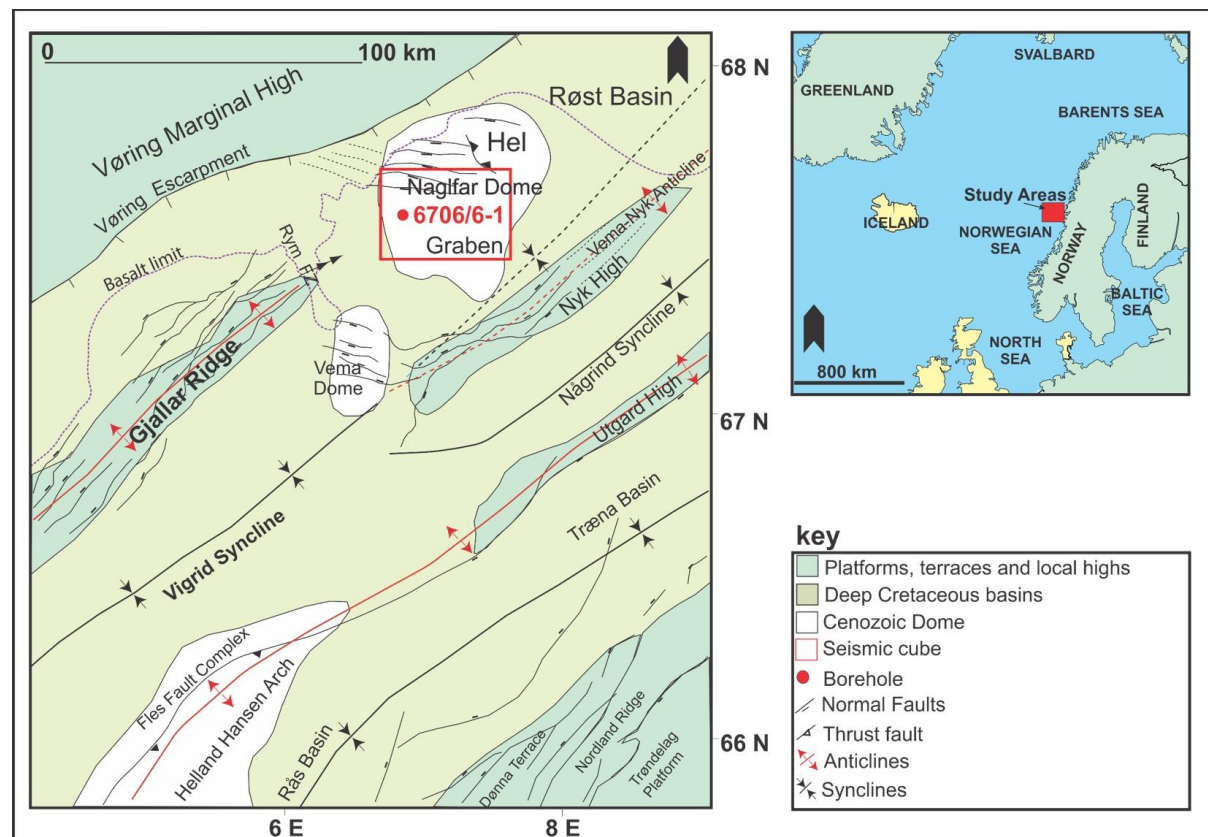 0
100 km
68 N
Røst Basin
Vøring Marginal High
Hel
Vøring Escarpment
Naglfar Dome
6706/6-1
Graben
Vema-Nyk-Anticline
Rym FZ
Basalt limit
Nyk High
Vema
Dome
Någrind Syncline
Gjallar Ridge
67 N
Utgard High
Træna Basin
Vigrid Syncline
Fles Fault Complex
Helland Hansen Arch
Rås Basin
Dønna Terrace
Nordland Ridge
Trøndelag
Platform
66 N
6 E
8 E
SVALBARD
GREENLAND
BARENTS SEA
Study Areas
ICELAND
NORWEGIAN
SEA
NORWAY
FINLAND
BALTIC
SEA
NORTH
SEA
800 km
key
Platforms, terraces and local highs
Deep Cretaceous basins
Cenozoic Dome
Seismic cube
Borehole
Normal Faults
Thrust fault
Anticlines
Synclines